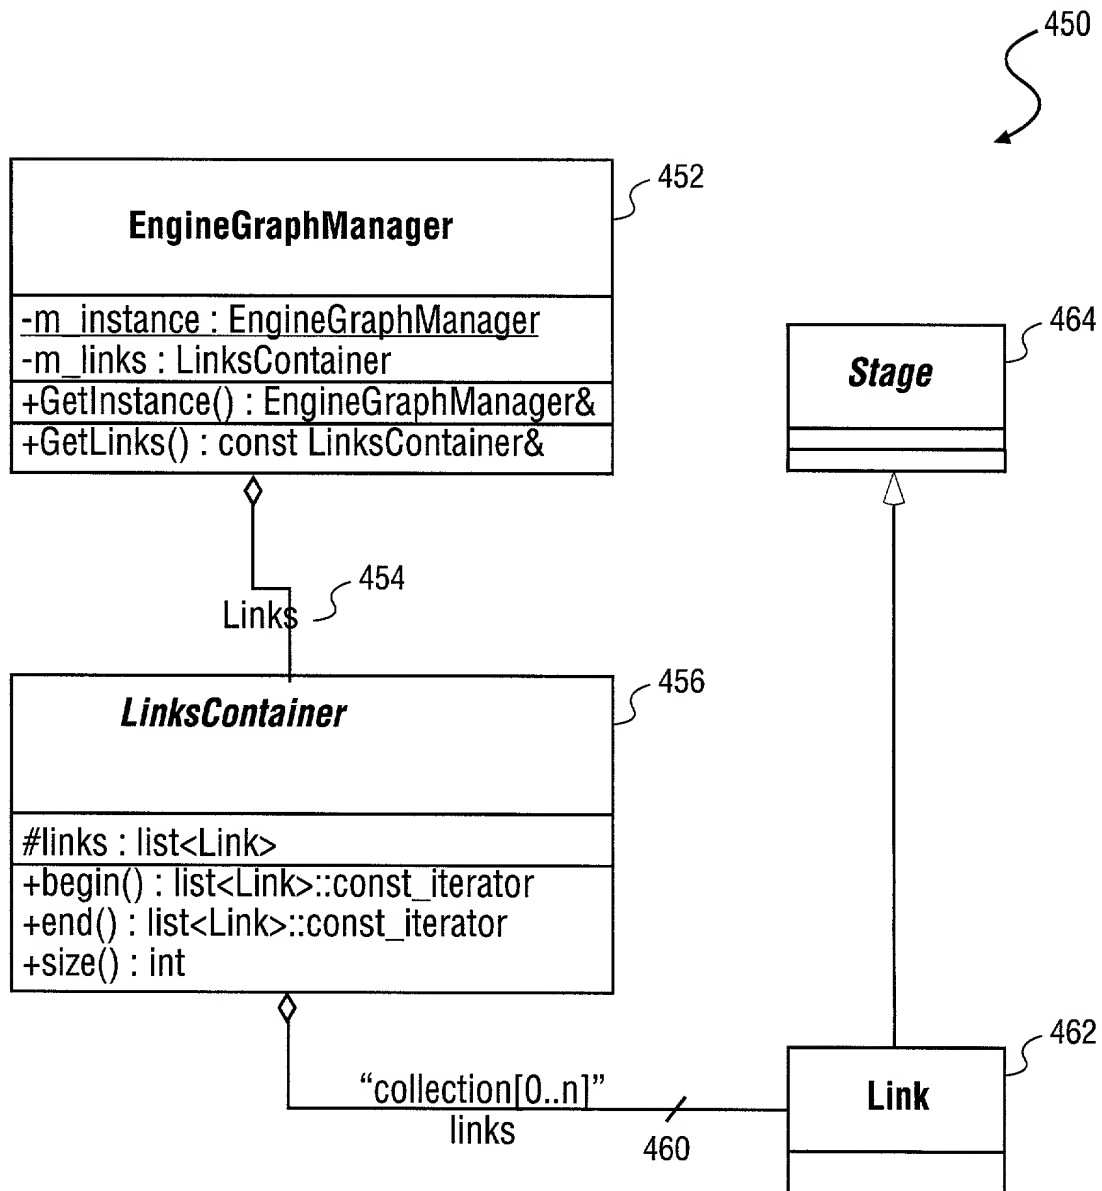 450
452
EngineGraphManager
-m_instance : EngineGraphManager
-m_links : LinksContainer
+GetInstance() : EngineGraphManager&
+GetLinks() : const LinksContainer&
464
Stage
454
Links
456
LinksContainer
#links : list<Link>
+begin() : list<Link>::const_iterator
+end() : list<Link>::const_iterator
+size() : int
462
Link
“collection[0..n]”
links
460